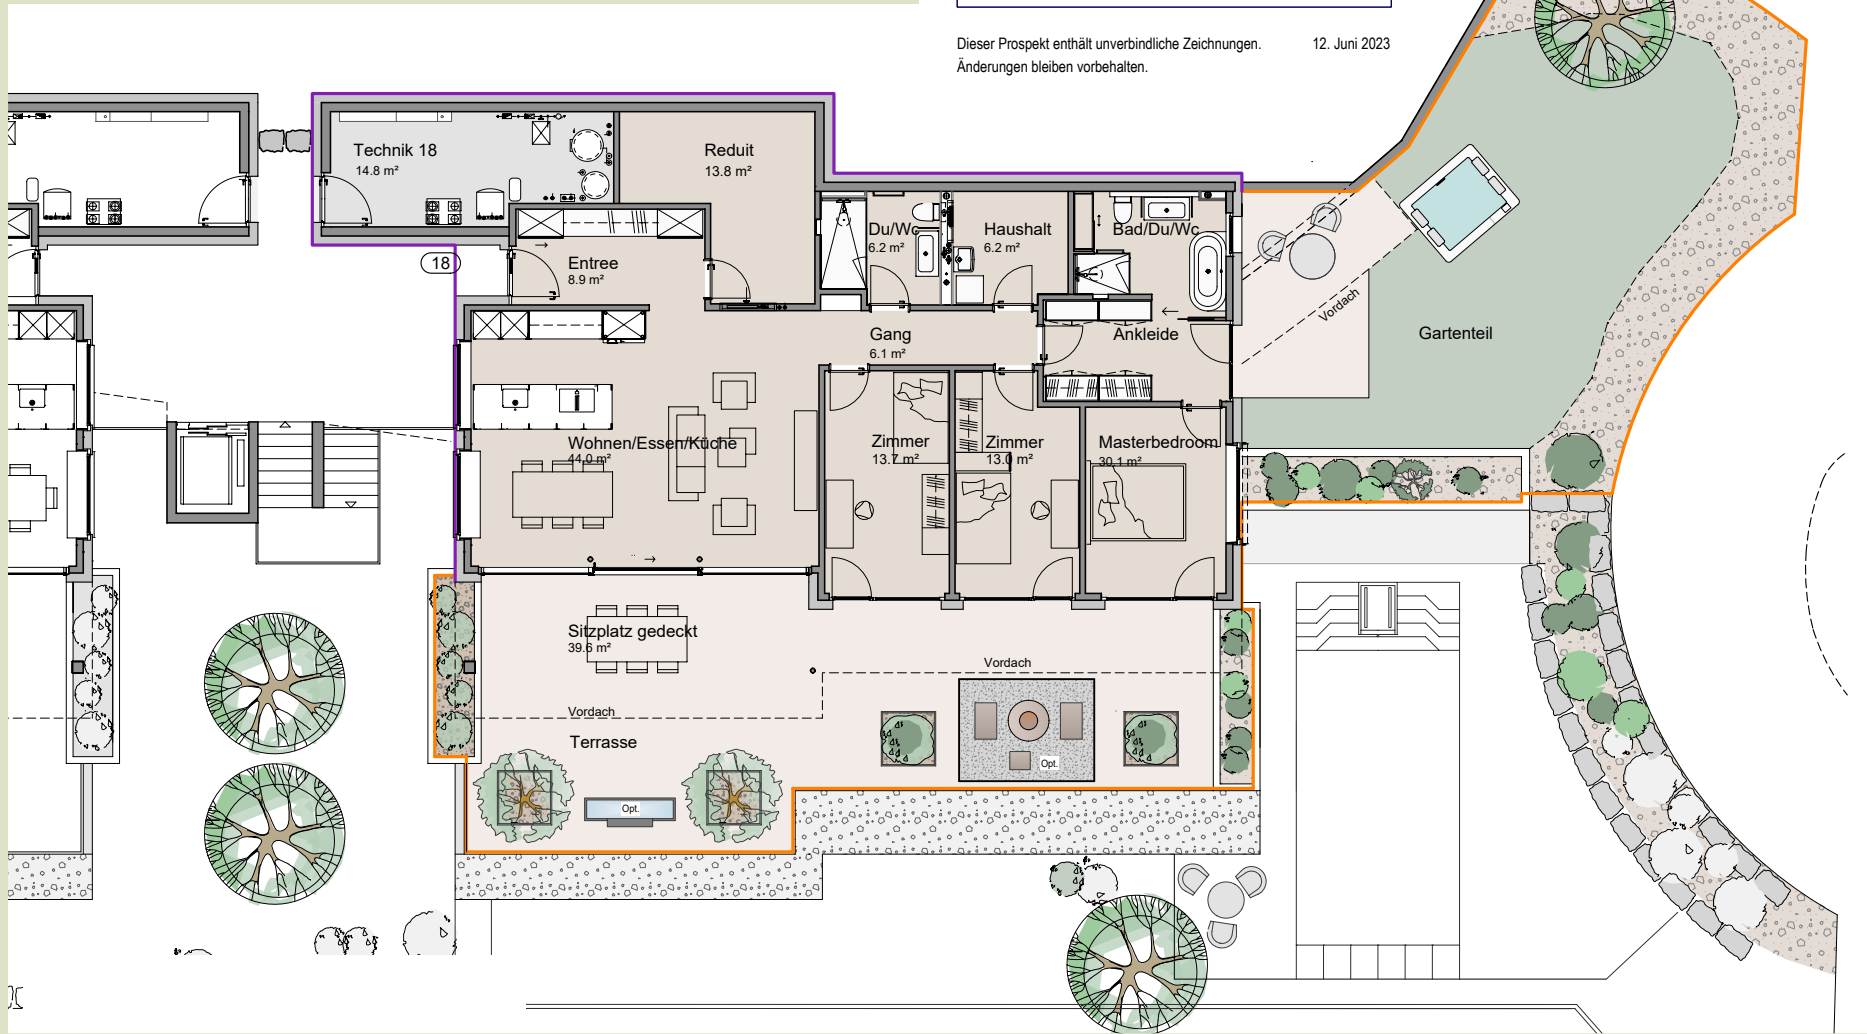 Dieser Prospekt enthält unverbindliche Zeichnungen. 12. Juni 2023
Änderungen bleiben vorbehalten.
Technik 18
14.8 m²
Reduit
13.8 m²
Du/Wc
6.2 m²
Haushalt
6.2 m²
Bad/Du/Wc
18
Entree
8.9 m²
Vordach
Gartenteil
Gang
6.1 m²
Ankleide
Wohnen/Essen/Küche
44.0 m²
Zimmer
13.7 m²
Zimmer
13.0 m²
Masterbedroom
30.1 m²
Sitzplatz gedeckt
39.6 m²
Vordach
Vordach
Terrasse
Opt.
Opt.